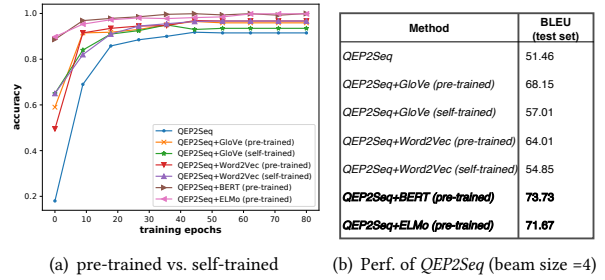 1.0
0.8
0.6
0.4
0.2
accuracy
0 10 20 30 40 50 60 70 80
training epochs
QEP2Seq
QEP2Seq+GloVe (pre-trained)
QEP2Seq+GloVe (self-trained)
QEP2Seq+Word2Vec (pre-trained)
QEP2Seq+Word2Vec (self-trained)
QEP2Seq+BERT (pre-trained)
QEP2Seq+ELMo (pre-trained)
(a) pre-trained vs. self-trained
Method BLEU
(test set)
QEP2Seq 51.46
QEP2Seq+GloVe (pre-trained) 68.15
QEP2Seq+GloVe (self-trained) 57.01
QEP2Seq+Word2Vec (pre-trained) 64.01
QEP2Seq+Word2Vec (self-trained) 54.85
QEP2Seq+BERT (pre-trained) 73.73
QEP2Seq+ELMo (pre-trained) 71.67
(b) Perf. of QEP2Seq (beam size =4)